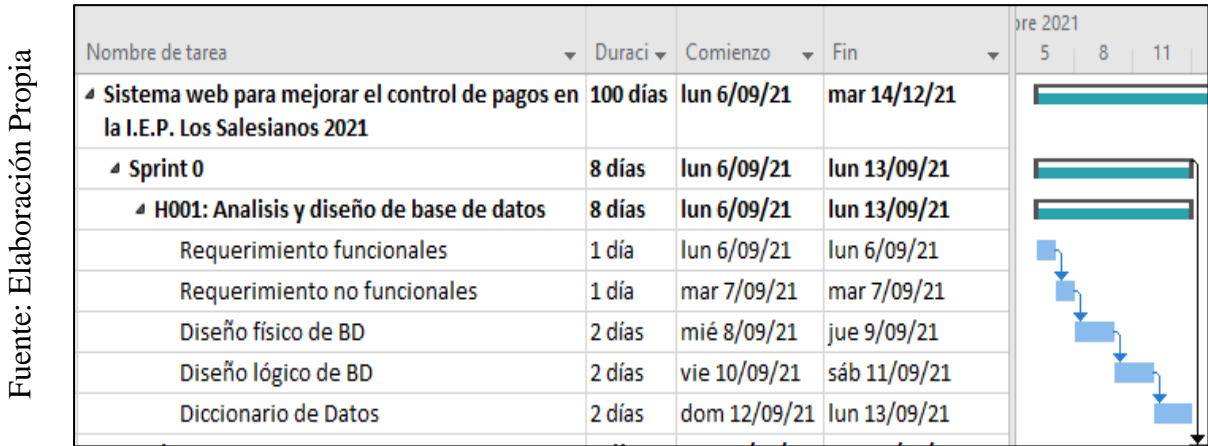 Fuente: Elaboración Propia
bre 2021
Nombre de tarea Duraci Comienzo Fin 5 8 11
Sistema web para mejorar el control de pagos en 100 días lun 6/09/21 mar 14/12/21
la I.E.P. Los Salesianos 2021
Sprint 0 8 días lun 6/09/21 lun 13/09/21
H001: Analisis y diseño de base de datos 8 días lun 6/09/21 lun 13/09/21
Requerimiento funcionales 1 día lun 6/09/21 lun 6/09/21
Requerimiento no funcionales 1 día mar 7/09/21 mar 7/09/21
Diseño físico de BD 2 días mié 8/09/21 jue 9/09/21
Diseño lógico de BD 2 días vie 10/09/21 sáb 11/09/21
Diccionario de Datos 2 días dom 12/09/21 lun 13/09/21